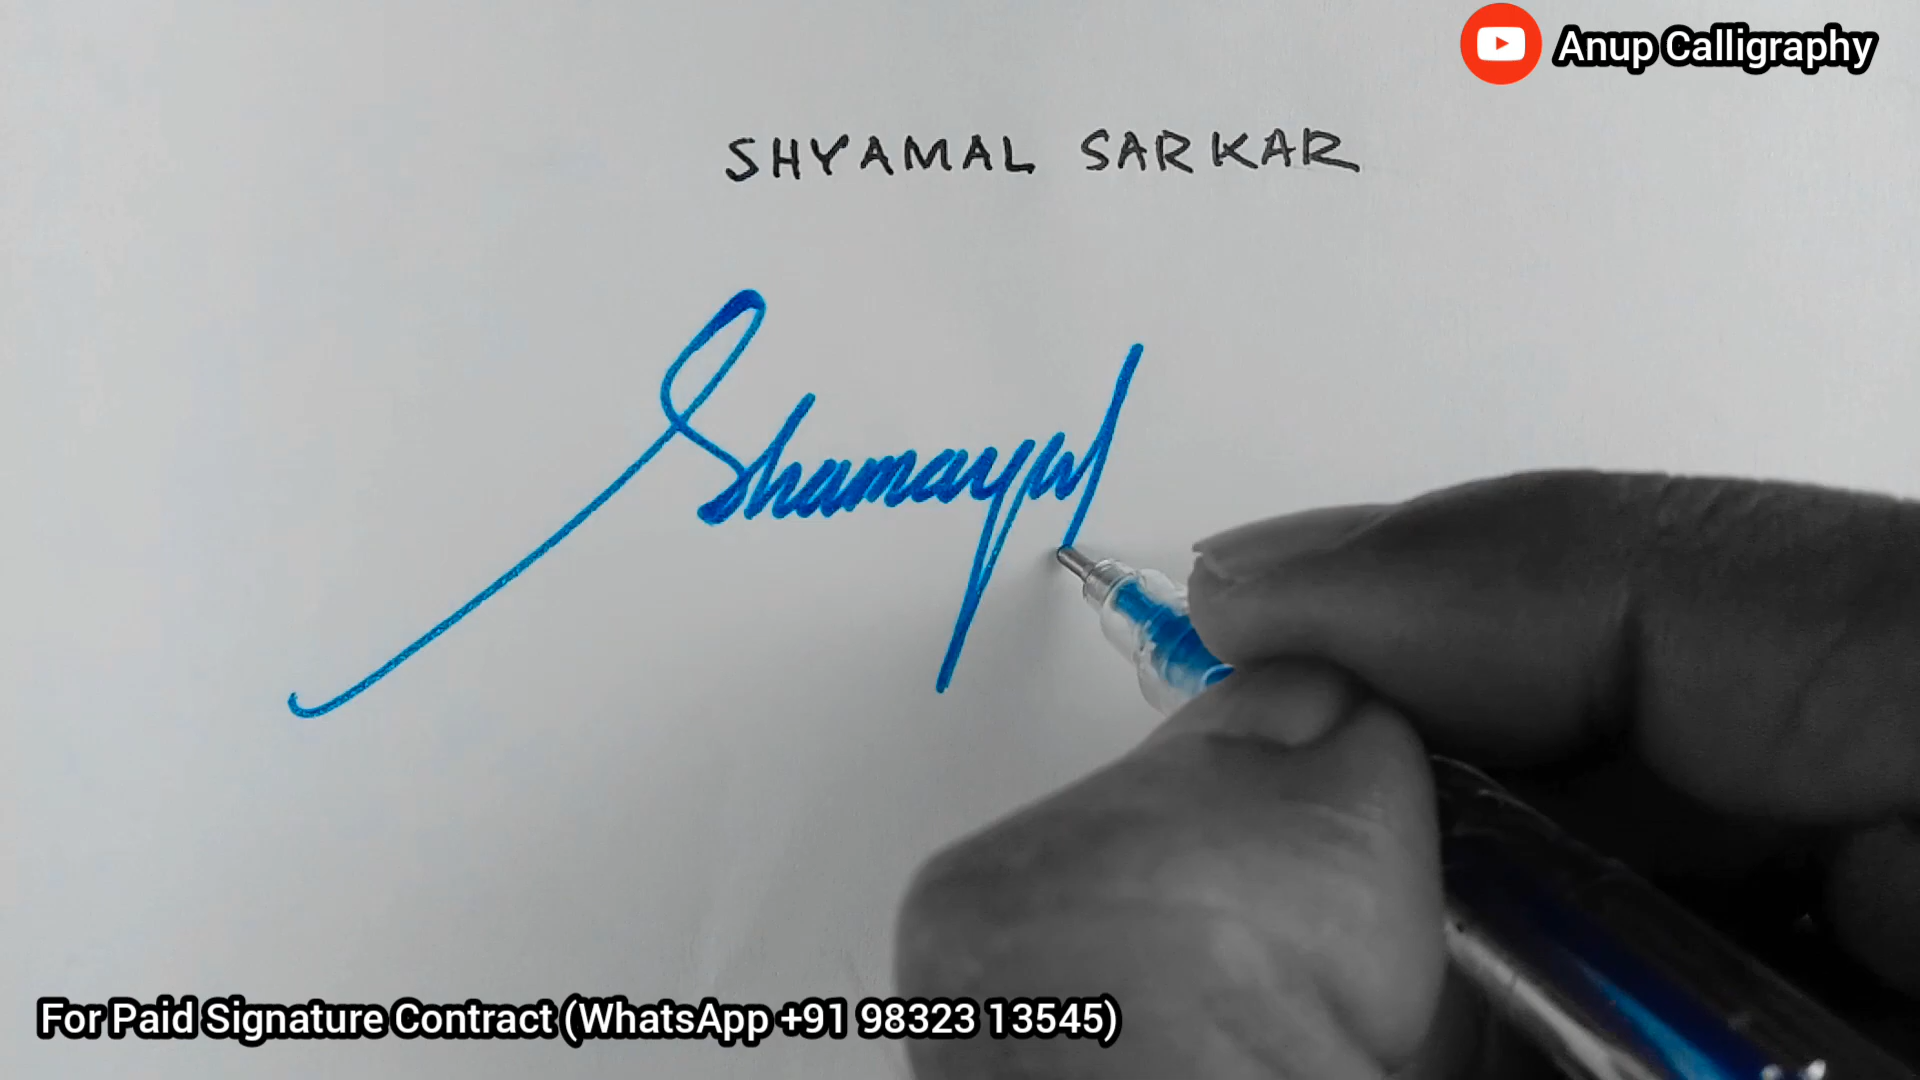 Anup Calligraphy
SHYAMAL SARKAR
For Paid Signature Contract (WhatsApp +91 98323 13545)